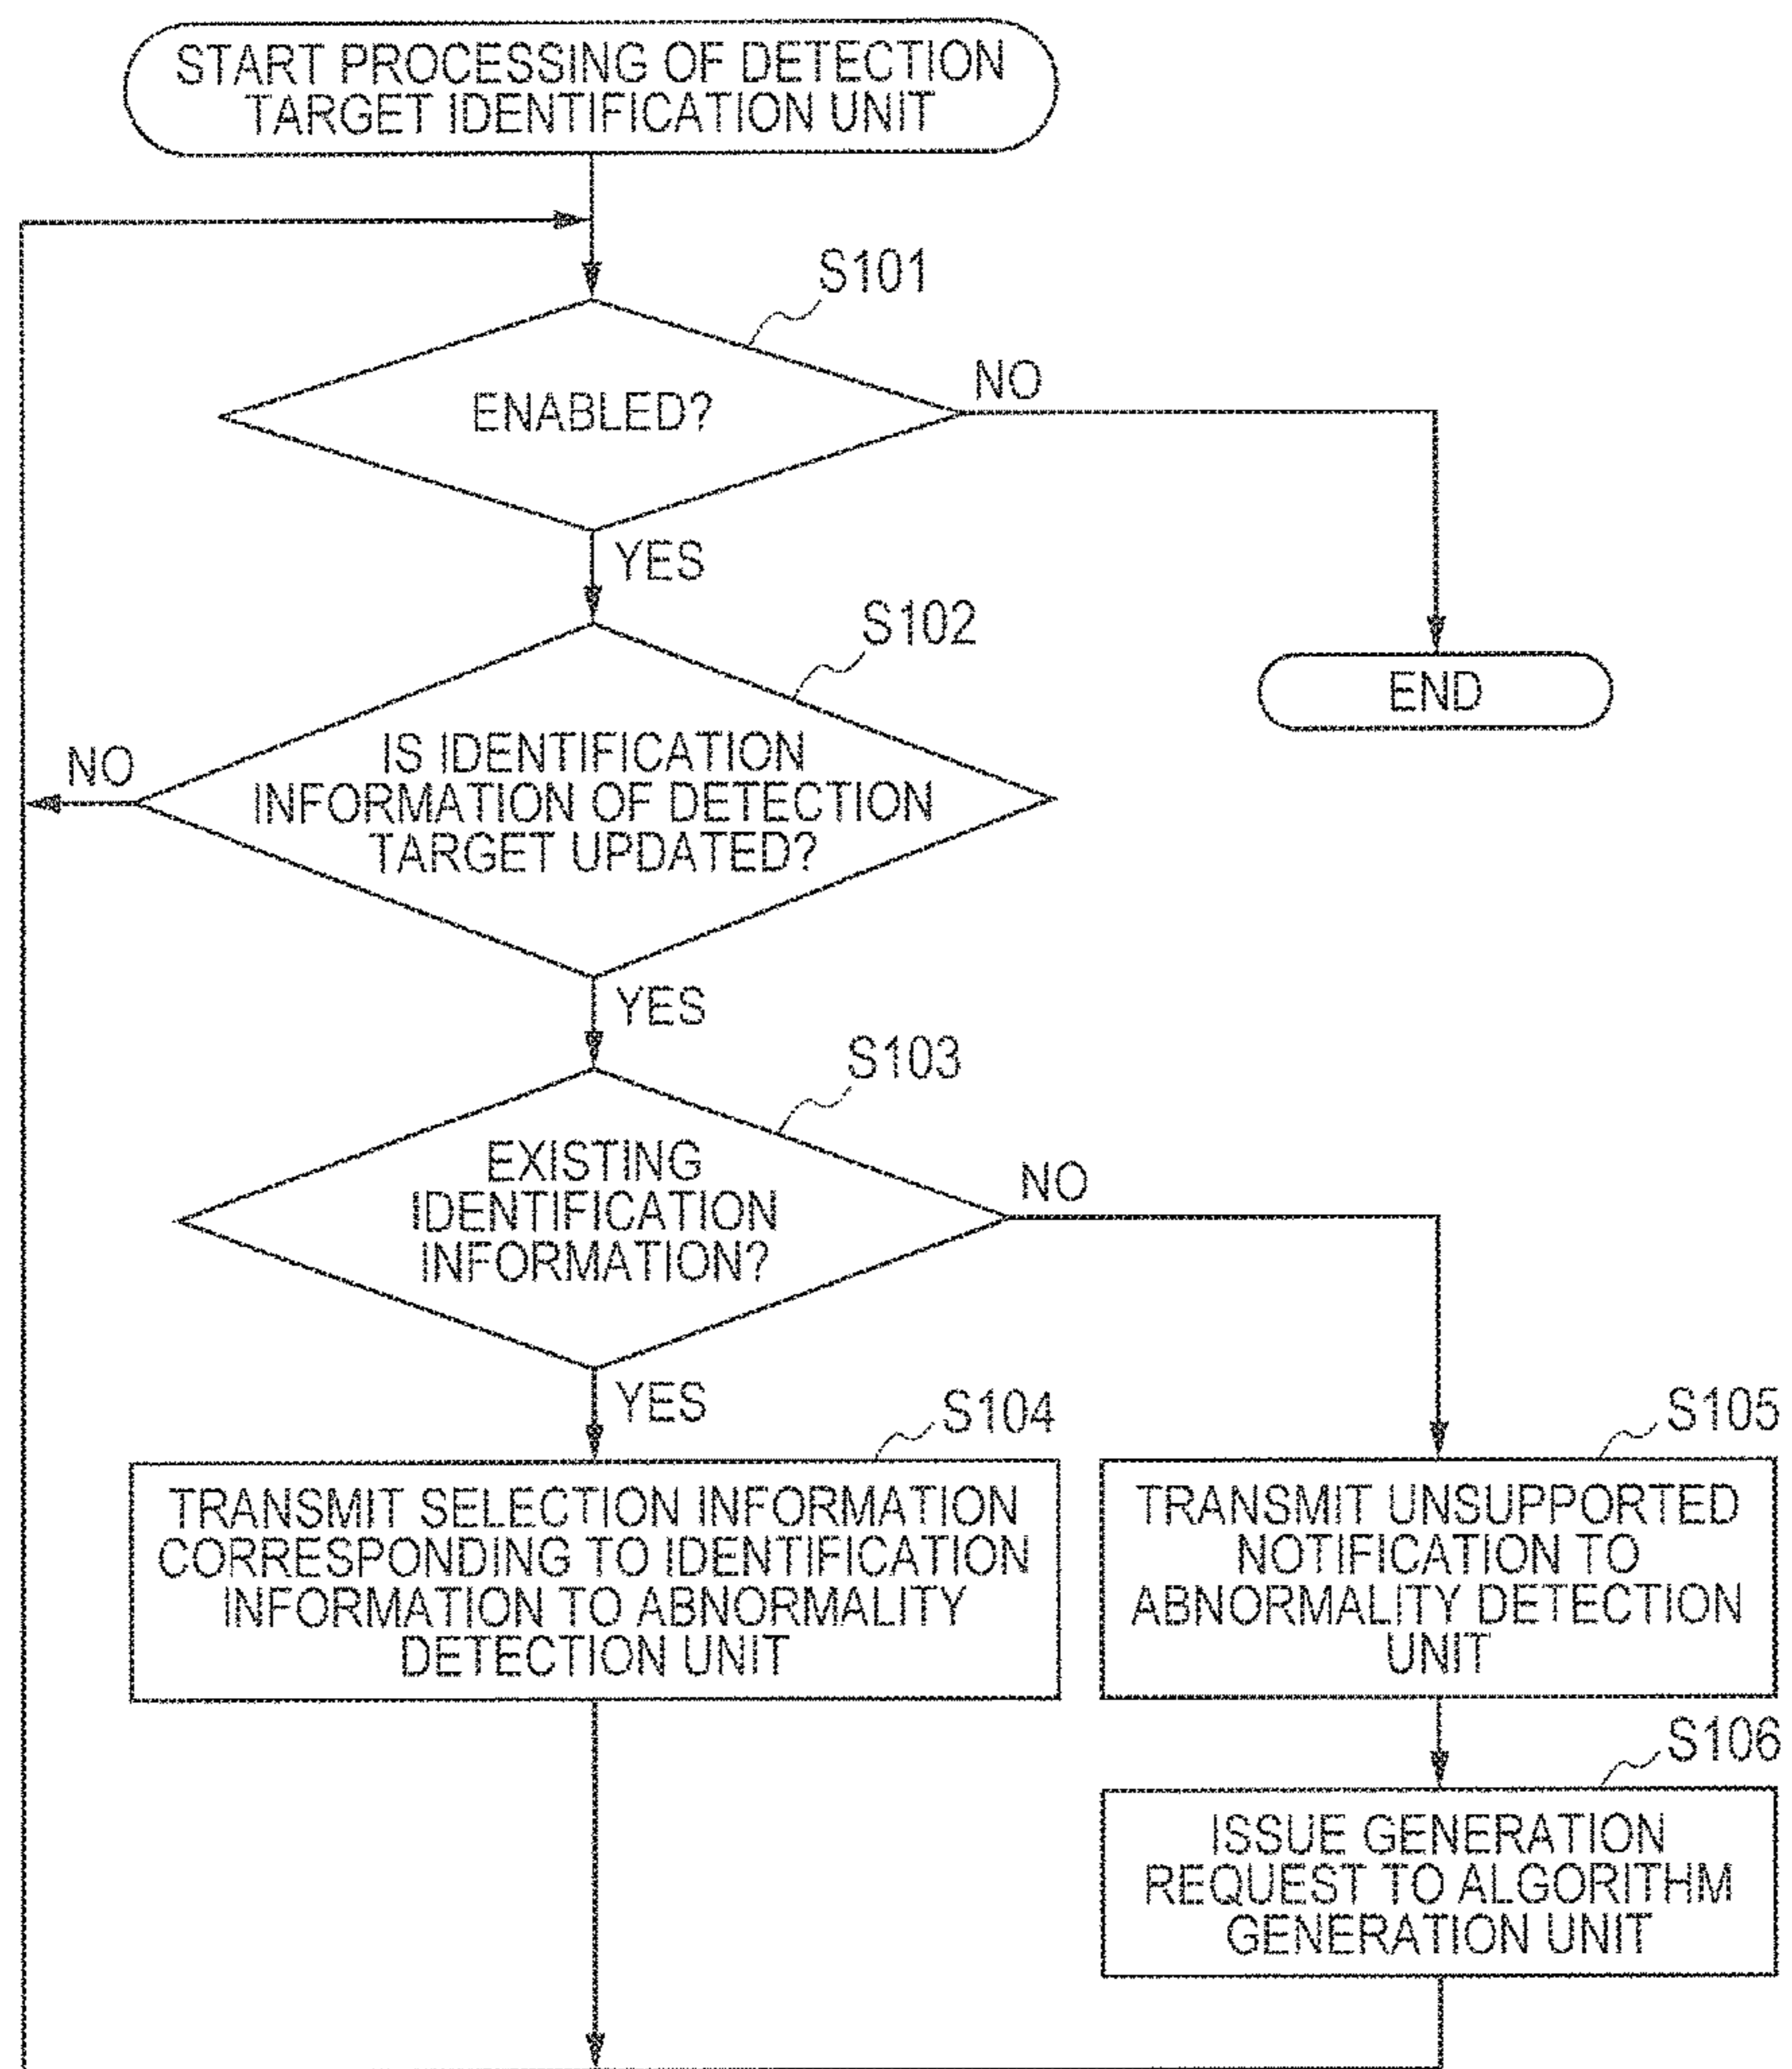 START PROCESSING OF DETECTION
TARGET IDENTIFICATION UNIT
S101
ENABLED?
NO
YES
S102
END
IS IDENTIFICATION
INFORMATION OF DETECTION
TARGET UPDATED?
NO
YES
S103
EXISTING
IDENTIFICATION
INFORMATION?
NO
YES
S104
TRANSMIT SELECTION INFORMATION
CORRESPONDING TO IDENTIFICATION
INFORMATION TO ABNORMALITY
DETECTION UNIT
S105
TRANSMIT UNSUPPORTED
NOTIFICATION TO
ABNORMALITY DETECTION
UNIT
S106
ISSUE GENERATION
REQUEST TO ALGORITHM
GENERATION UNIT